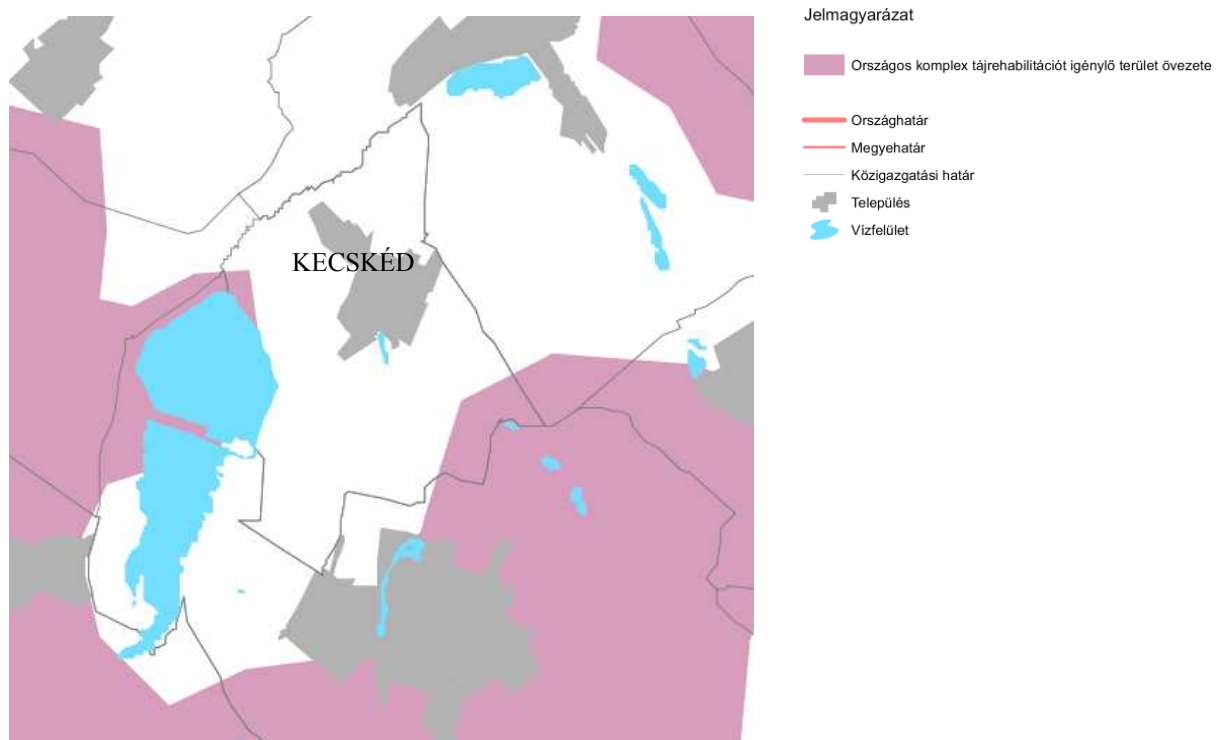 Jelmagyarázat
Országos komplex tájrehabilitációt igénylő terület övezete
Országhatár
Megyehatár
Közigazgatási határ
Település
Vízfelület
KECSKÉD